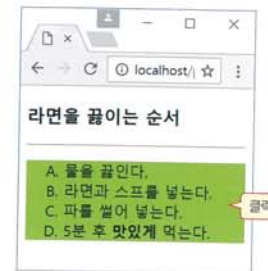 localhost/
라면을 끓이는 순서
A. 물을 끓인다.
B. 라면과 스프를 넣는다.
C. 파를 썰어 넣는다.
D. 5분 후 맛있게 먹는다.